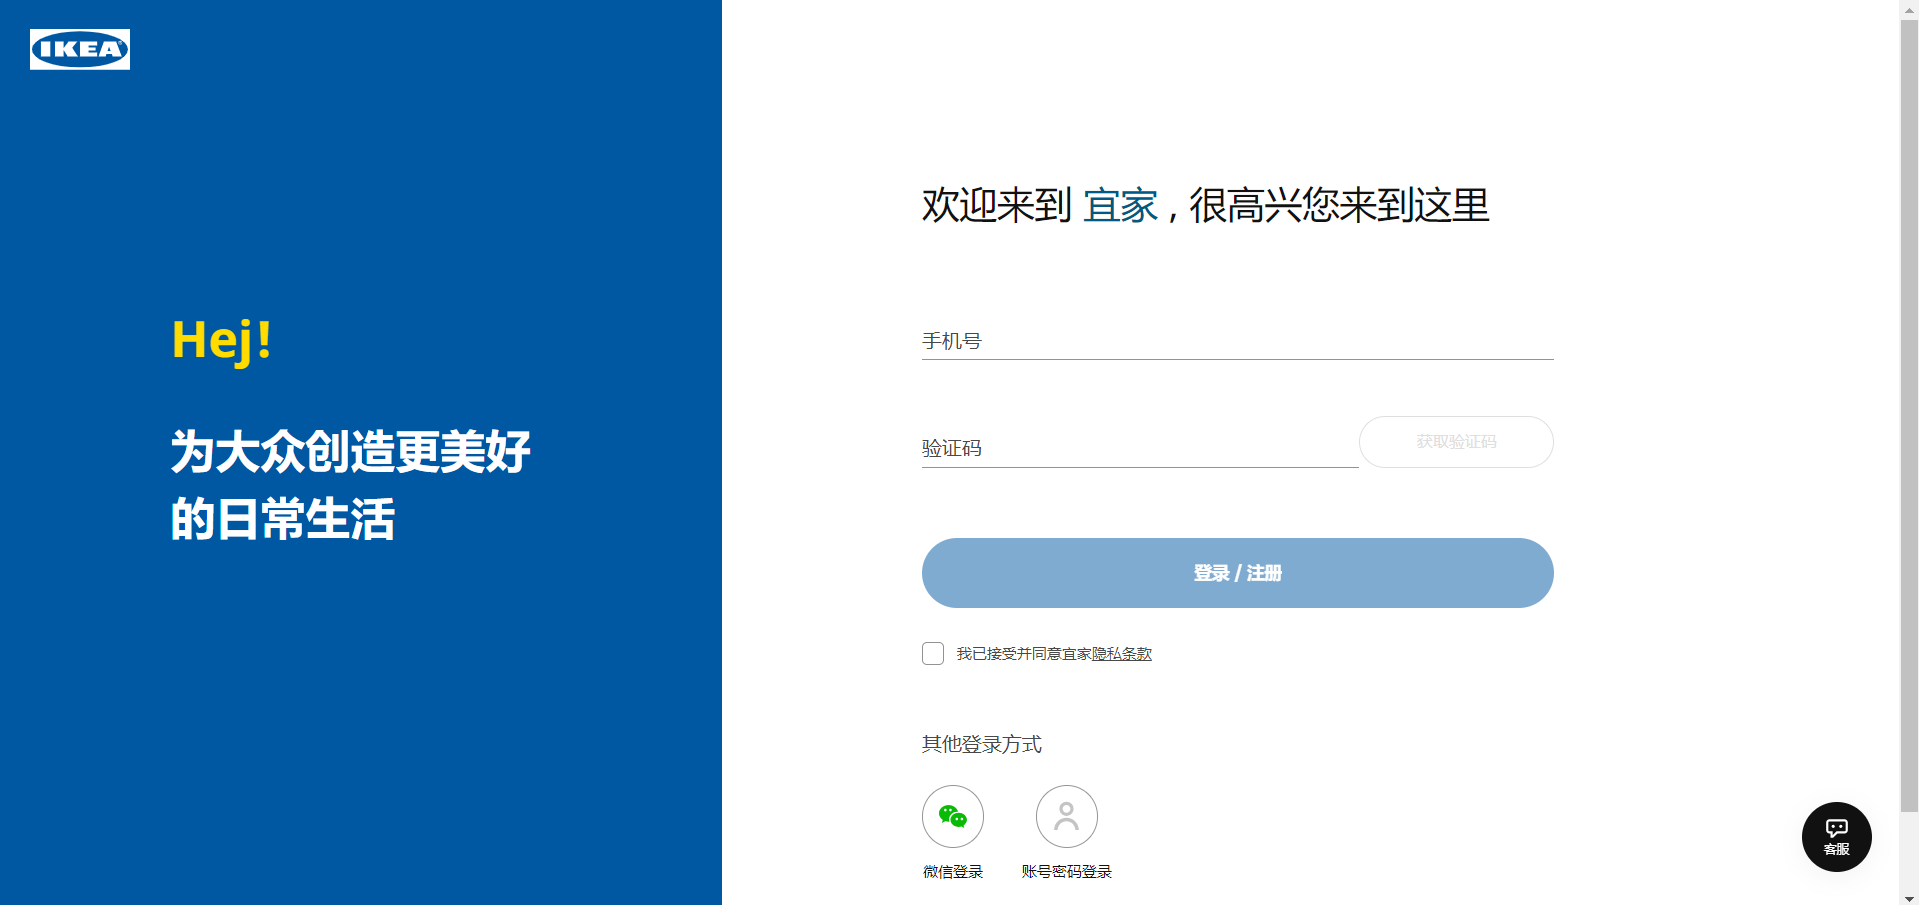 IKEA
Hej!
为大众创造更美好
的日常生活
欢迎来到 宜家 , 很高兴您来到这里
手机号
验证码
获取验证码
登录 / 注册
我已接受并同意宜家隐私条款
其他登录方式
微信登录
账号密码登录
客服